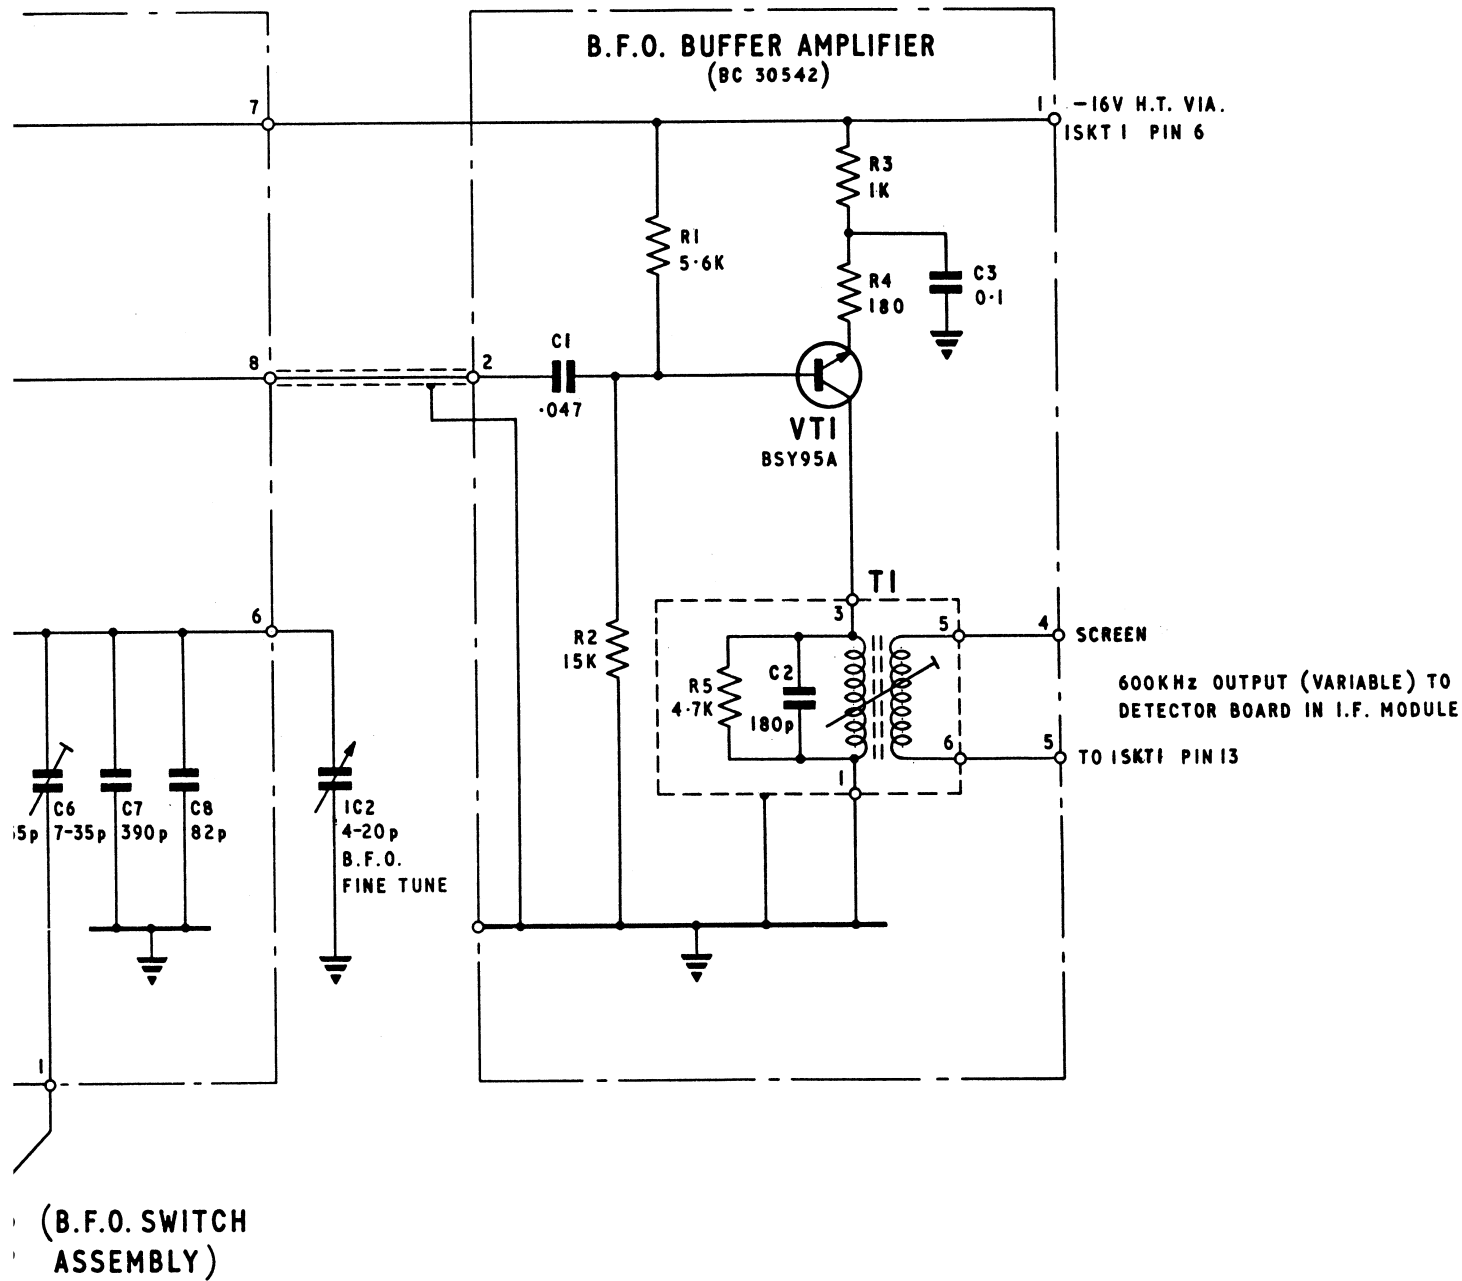 B.F.O. BUFFER AMPLIFIER
(BC 30542)
7
1
-16V H.T. VIA.
1SKT 1 PIN 6
R3
1K
R1
5·6K
R4
180
C3
0·1
8
2
C1
·047
VT1
BSY95A
T1
6
3
5
4
SCREEN
R2
15K
C2
180p
R5
4·7K
600KHz OUTPUT (VARIABLE) TO
DETECTOR BOARD IN I.F. MODULE
6
5
TO 1SKT1 PIN 13
1
C6
7-35p
C7
390p
C8
82p
1C2
4-20p
B.F.O.
FINE TUNE
1
(B.F.O. SWITCH
ASSEMBLY)